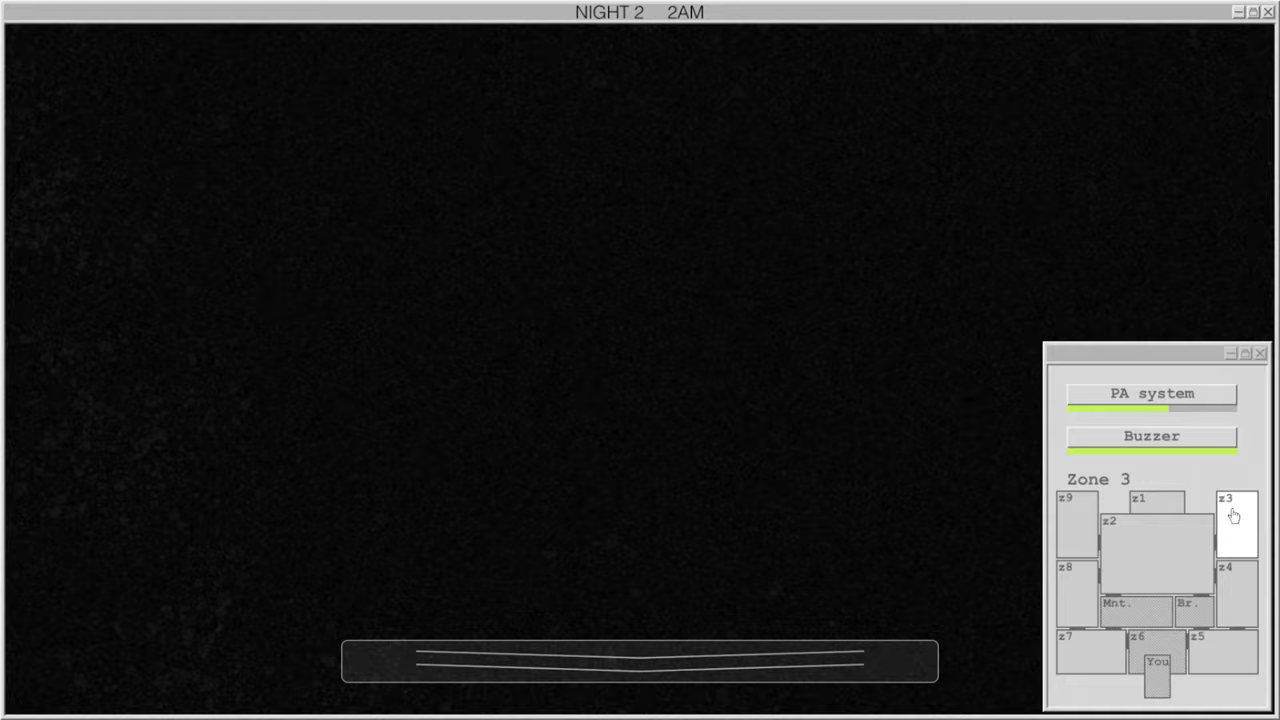 NIGHT 2 2AM
PA system
Buzzer
Zone 3
z9 z1 z3
z2
z8 z4
Mnt. Br.
z7 z6 z5
You